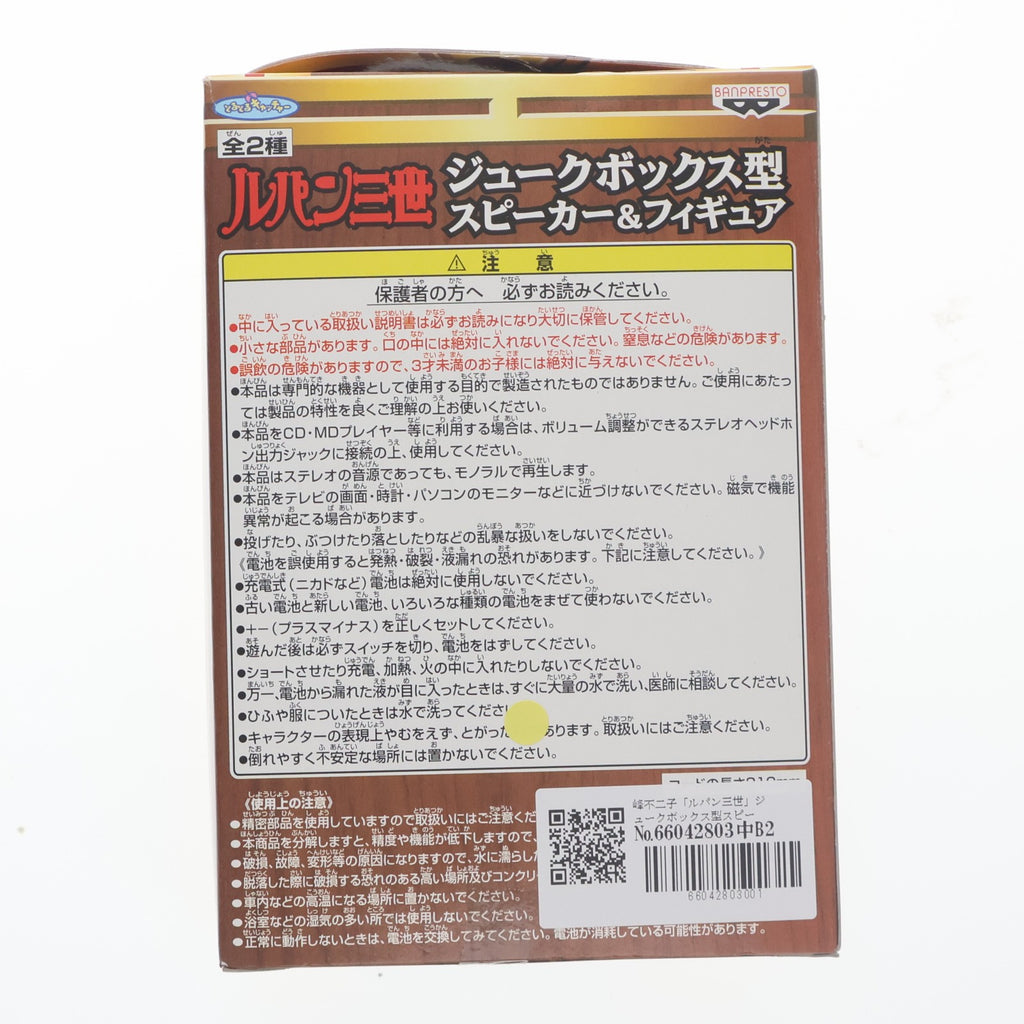 とるとるキャッチャー
BANPRESTO
全2種
ルパン三世 ジュークボックス型
スピーカー&フィギュア
⚠ 注 意
保護者の方へ 必ずお読みください。
●中に入っている取扱い説明書は必ずお読みになり大切に保管してください。
●小さな部品があります。口の中には絶対に入れないでください。窒息などの危険があります。
●誤飲の危険がありますので、3才未満のお子様には絶対に与えないでください。
●本品は専門的な機器として使用する目的で製造されたものではありません。ご使用にあたっ
ては製品の特性を良くご理解の上お使いください。
●本品をCD・MDプレイヤー等に利用する場合は、ボリューム調整ができるステレオヘッドホ
ン出力ジャックに接続の上、使用してください。
●本品はステレオの音源であっても、モノラルで再生します。
●本品をテレビの画面・時計・パソコンのモニターなどに近づけないでください。磁気で機能
異常が起こる場合があります。
●投げたり、ぶつけたり落としたりなどの乱暴な扱いをしないでください。
《電池を誤使用すると発熱・破裂・液漏れの恐れがあります。下記に注意してください。》
●充電式(ニカドなど)電池は絶対に使用しないでください。
●古い電池と新しい電池、いろいろな種類の電池をまぜて使わないでください。
●+−(プラスマイナス)を正しくセットしてください。
●遊んだ後は必ずスイッチを切り、電池をはずしてください。
●ショートさせたり充電、加熱、火の中に入れたりしないでください。
●万一、電池から漏れた液が目に入ったときは、すぐに大量の水で洗い、医師に相談してください。
●ひふや服についたときは水で洗ってくださ
●キャラクターの表現上やむをえず、とがった あります。取扱いにはご注意ください。
●倒れやすく不安定な場所には置かないでください。
《使用上の注意》
●精密部品を使用していますので取扱いにはご注意くだ
●本商品を分解しますと、精度や機能が低下しますので、
●破損、故障、変形等の原因になりますので、水に濡らした
●脱落した際に破損する恐れのある高い場所及びコンクリー
●車内などの高温になる場所に置かないでください。
●浴室などの湿気の多い所では使用しないでください。
●正常に動作しないときは、電池を交換してみてください。電池が消耗している可能性があります。
峰不二子「ルパン三世」ジ
ュークボックス型スピー
No.66042803中B2
66042803001